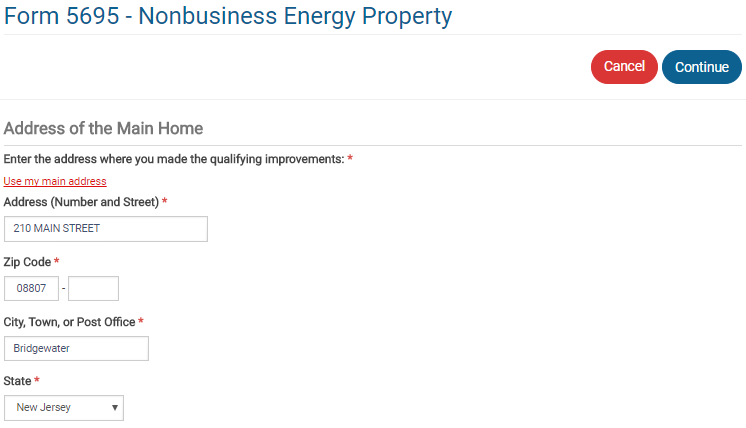 Form 5695 - Nonbusiness Energy Property
Cancel Continue
Address of the Main Home
Enter the address where you made the qualifying improvements: *
Use my main address
Address (Number and Street) *
210 MAIN STREET
Zip Code *
08807 -
City, Town, or Post Office *
Bridgewater
State *
New Jersey ▼